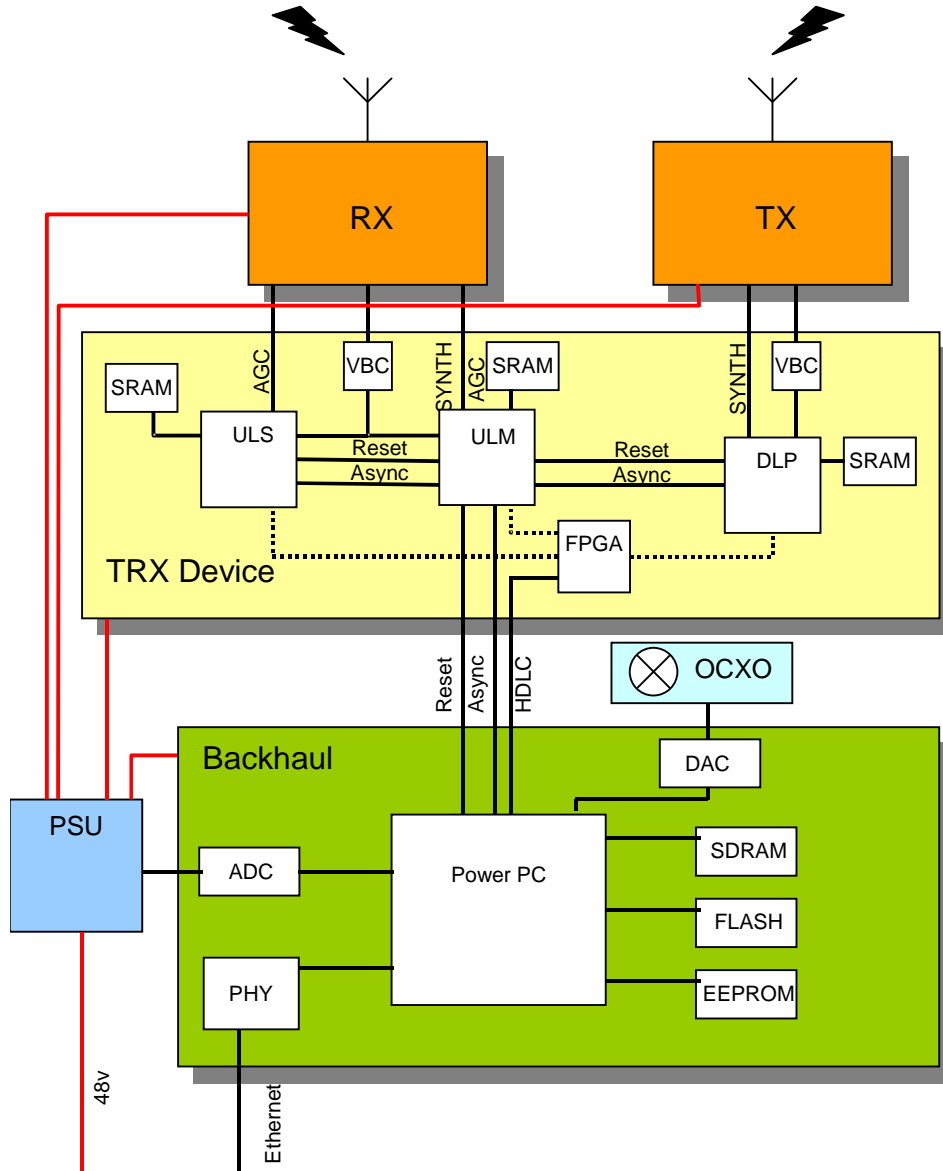 RX
TX
AGC
VBC
SYNTH
AGC
SRAM
SYNTH
VBC
SRAM
ULS
ULM
DLP
SRAM
Reset
Async
Reset
Async
FPGA
TRX Device
Reset
Async
HDLC
OCXO
Backhaul
DAC
PSU
ADC
Power PC
SDRAM
FLASH
PHY
EEPROM
48v
Ethernet